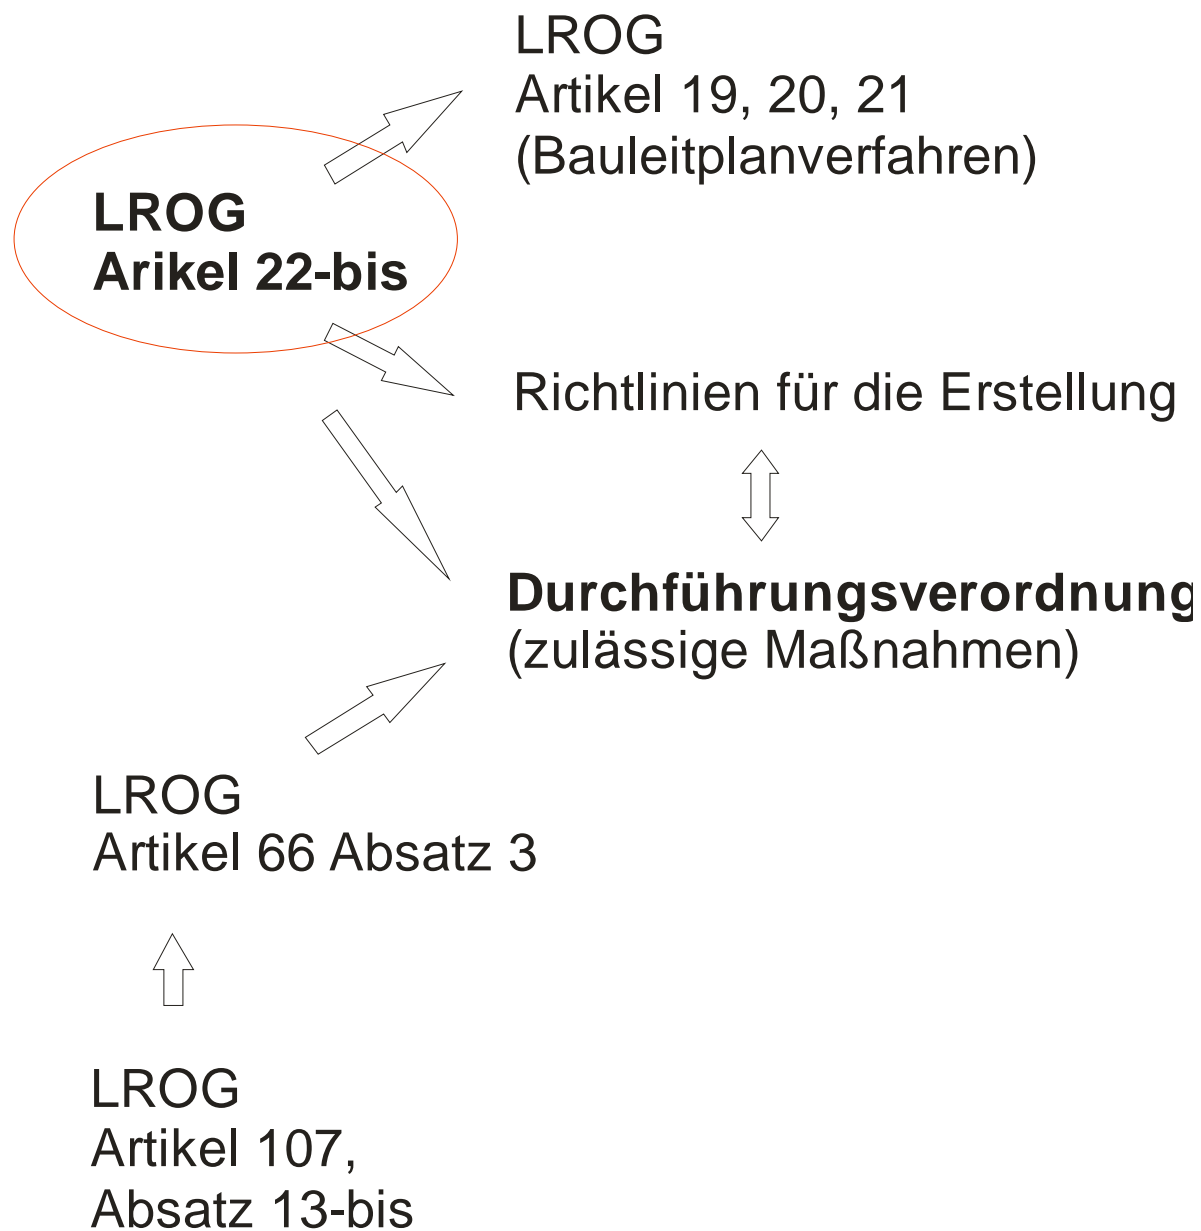 LROG
Artikel 19, 20, 21
(Bauleitplanverfahren)
LROG
Arikel 22-bis
Richtlinien für die Erstellung
Durchführungsverordnung
(zulässige Maßnahmen)
LROG
Artikel 66 Absatz 3
LROG
Artikel 107,
Absatz 13-bis